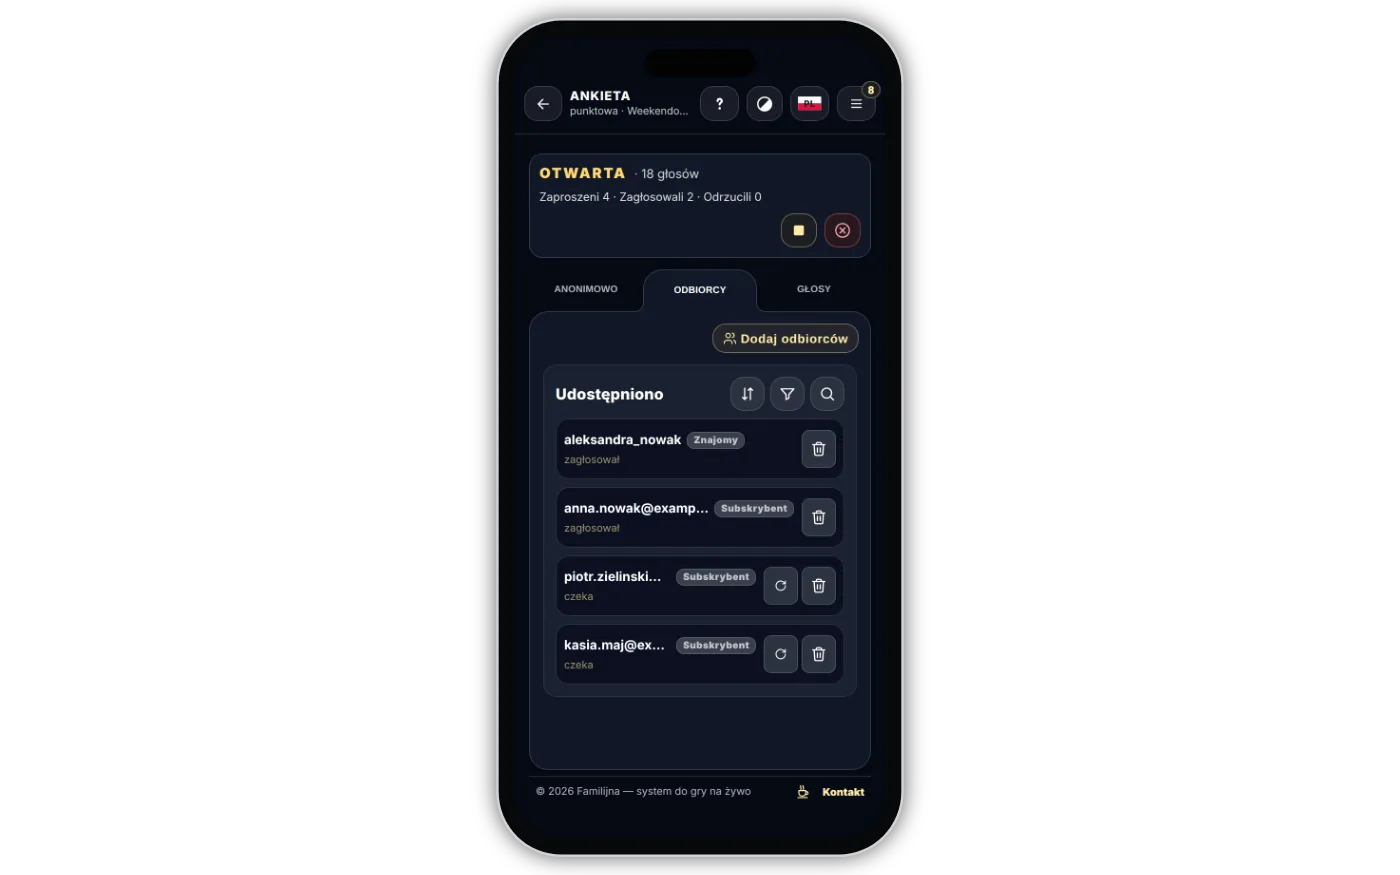 ANKIETA
punktowa · Weekendo...
?
PL
8
OTWARTA · 18 głosów
Zaproszeni 4 · Zagłosowali 2 · Odrzucili 0
ANONIMOWO
ODBIORCY
GŁOSY
Dodaj odbiorców
Udostępniono
aleksandra_nowak Znajomy
zagłosował
anna.nowak@examp... Subskrybent
zagłosował
piotr.zielinski... Subskrybent
czeka
kasia.maj@ex... Subskrybent
czeka
© 2026 Familijna — system do gry na żywo
Kontakt